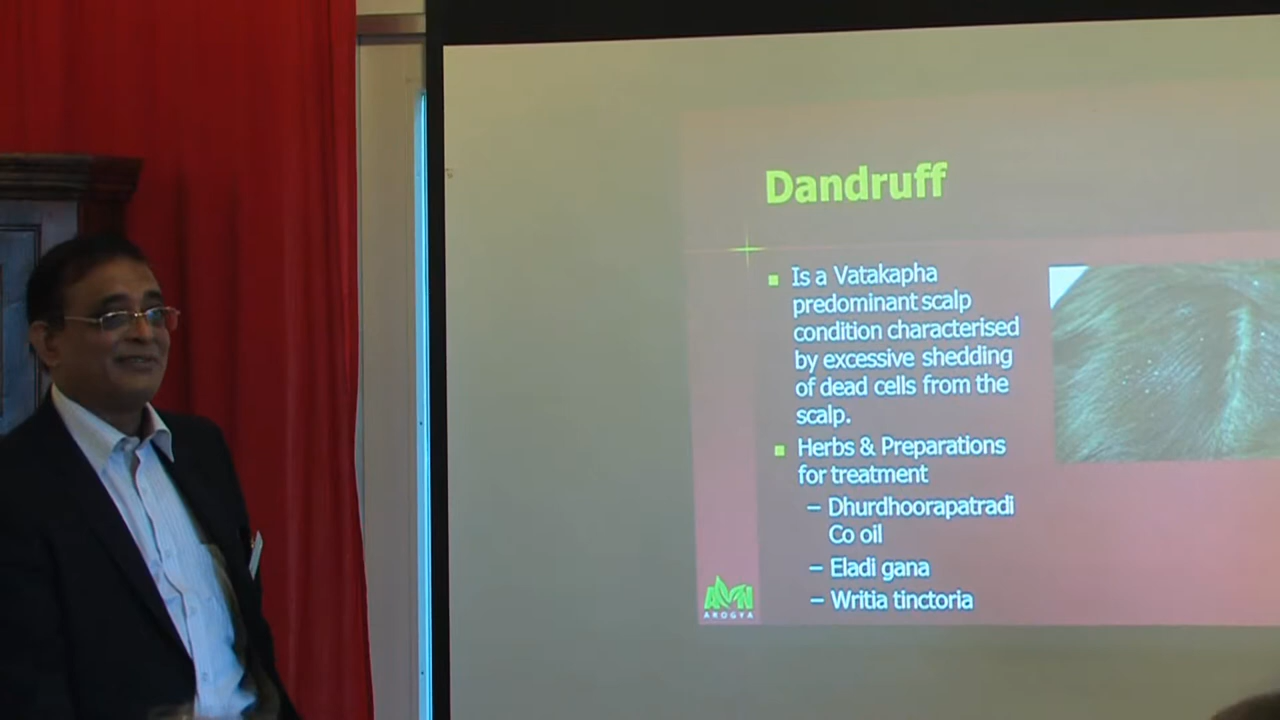 Dandruff
Is a Vatakapha
predominant scalp
condition characterised
by excessive shedding
of dead cells from the
scalp.
Herbs & Preparations
for treatment
– Dhurdhoorapatradi
Co oil
– Eladi gana
– Writia tinctoria
AVN
AROGYA